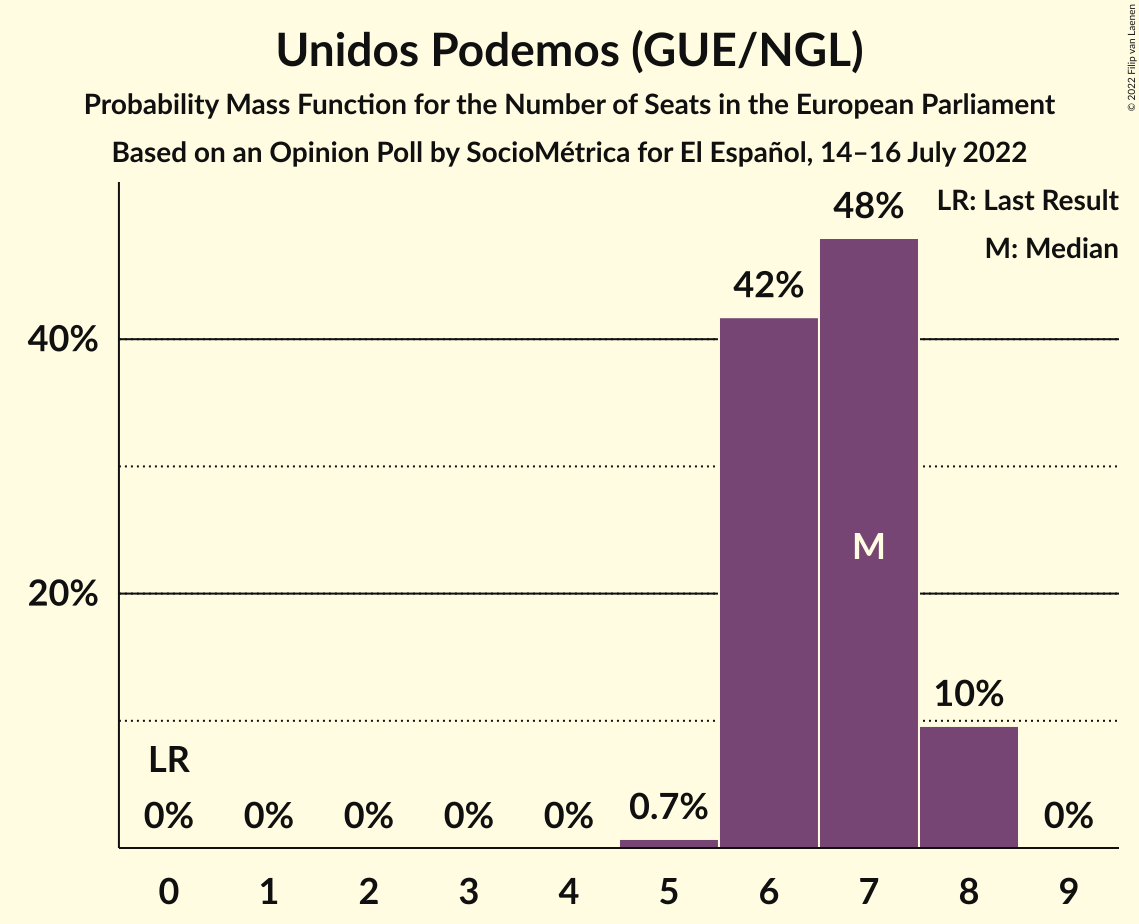 Unidos Podemos (GUE/NGL)
Probability Mass Function for the Number of Seats in the European Parliament
Based on an Opinion Poll by SocioMétrica for El Español, 14–16 July 2022
© 2022 Filip van Laenen
LR: Last Result
M: Median
48%
42%
40%
M
20%
10%
LR
0% 0% 0% 0% 0% 0.7% 0%
0 1 2 3 4 5 6 7 8 9